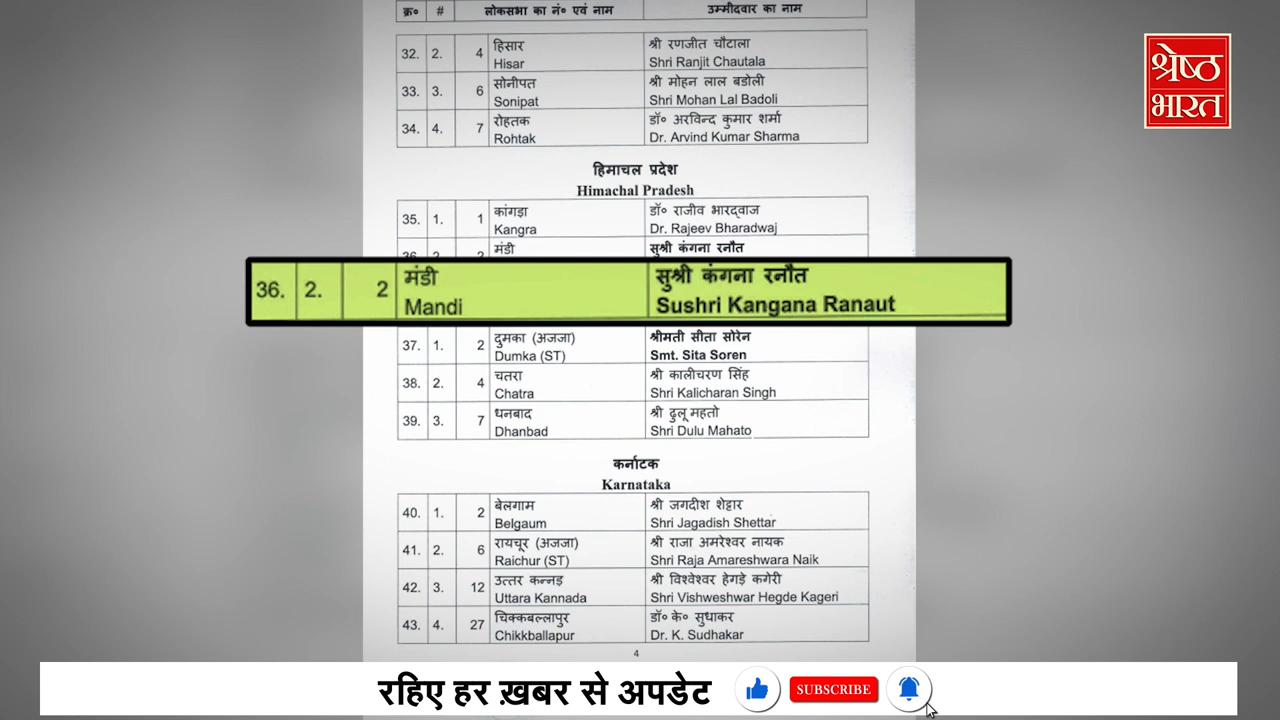 क्र० # लोकसभा का नं० एवं नाम उम्मीदवार का नाम
श्रेष्ठ
भारत
32. 2. 4 हिसार श्री रणजीत चौटाला
Hisar Shri Ranjit Chautala
33. 3. 6 सोनीपत श्री मोहन लाल बडोली
Sonipat Shri Mohan Lal Badoli
34. 4. 7 रोहतक डॉ० अरविन्द कुमार शर्मा
Rohtak Dr. Arvind Kumar Sharma
हिमाचल प्रदेश
Himachal Pradesh
35. 1. 1 कांगड़ा डॉ० राजीव भारद्वाज
Kangra Dr. Rajeev Bharadwaj
मंडी सुश्री कंगना रनौत
36. 2. 2 मंडी सुश्री कंगना रनौत
Mandi Sushri Kangana Ranaut
37. 1. 2 दुमका (अजजा) श्रीमती सीता सोरेन
Dumka (ST) Smt. Sita Soren
38. 2. 4 चतरा श्री कालीचरण सिंह
Chatra Shri Kalicharan Singh
39. 3. 7 धनबाद श्री ढुलू महतो
Dhanbad Shri Dulu Mahato
कर्नाटक
Karnataka
40. 1. 2 बेलगाम श्री जगदीश शेट्टार
Belgaum Shri Jagadish Shettar
41. 2. 6 रायचूर (अजजा) श्री राजा अमरेश्वर नायक
Raichur (ST) Shri Raja Amareshwara Naik
42. 3. 12 उत्तर कन्नड़ श्री विश्वेश्वर हेगड़े कगेरी
Uttara Kannada Shri Vishweshwar Hegde Kageri
43. 4. 27 चिक्कबल्लापुर डॉ० के० सुधाकर
Chikkballapur Dr. K. Sudhakar
4
रहिए हर ख़बर से अपडेट SUBSCRIBE